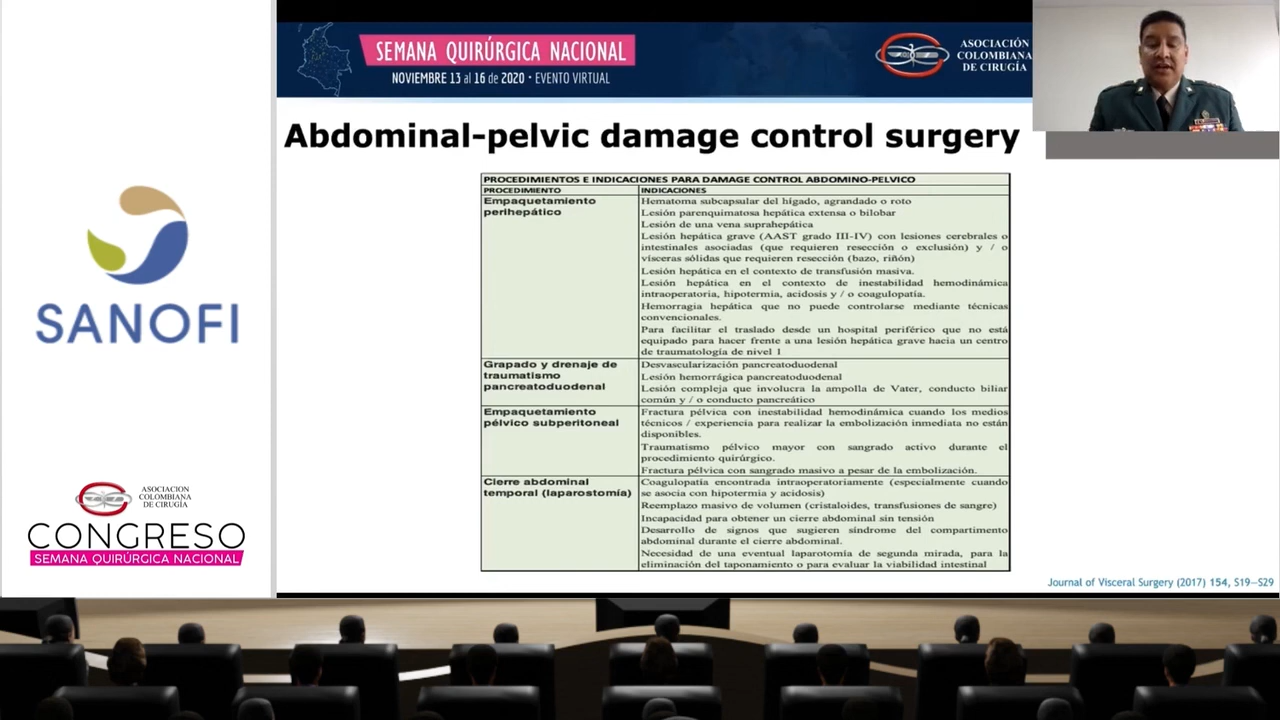 SEMANA QUIRÚRGICA NACIONAL
NOVIEMBRE 13 al 16 de 2020 • EVENTO VIRTUAL
ASOCIACIÓN
COLOMBIANA
DE CIRUGÍA
Abdominal-pelvic damage control surgery
PROCEDIMIENTOS E INDICACIONES PARA DAMAGE CONTROL ABDOMINO-PELVICO
PROCEDIMIENTO
INDICACIONES
Empaquetamiento
perihepático
Hematoma subcapsular del hígado, agrandado o roto
Lesión parenquimatosa hepática extensa o bilobar
Lesión de una vena suprahepática
Lesión hepática grave (AAST grado III-IV) con lesiones cerebrales o
intestinales asociadas (que requieren resección o exclusión) y / o
vísceras sólidas que requieren resección (bazo, riñón)
Lesión hepática en el contexto de transfusión masiva.
Lesión hepática en el contexto de inestabilidad hemodinámica
intraoperatoria, hipotermia, acidosis y / o coagulopatía.
Hemorragia hepática que no puede controlarse mediante técnicas
convencionales.
Para facilitar el traslado desde un hospital periférico que no está
equipado para hacer frente a una lesión hepática grave hacia un centro
de traumatología de nivel 1
Grapado y drenaje de
traumatismo
pancreatoduodenal
Desvascularización pancreatoduodenal
Lesión hemorrágica pancreatoduodenal
Lesión compleja que involucra la ampolla de Vater, conducto biliar
común y / o conducto pancreático
Empaquetamiento
pélvico subperitoneal
Fractura pélvica con inestabilidad hemodinámica cuando los medios
técnicos / experiencia para realizar la embolización inmediata no están
disponibles.
Traumatismo pélvico mayor con sangrado activo durante el
procedimiento quirúrgico.
Fractura pélvica con sangrado masivo a pesar de la embolización.
Cierre abdominal
temporal (laparostomía)
Coagulopatía encontrada intraoperatoriamente (especialmente cuando
se asocia con hipotermia y acidosis)
Reemplazo masivo de volumen (cristaloides, transfusiones de sangre)
Incapacidad para obtener un cierre abdominal sin tensión
Desarrollo de signos que sugieren síndrome del compartimento
abdominal durante el cierre abdominal.
Necesidad de una eventual laparotomía de segunda mirada, para la
eliminación del taponamiento o para evaluar la viabilidad intestinal
Journal of Visceral Surgery (2017) 154, S19—S29
SANOFI
ASOCIACIÓN
COLOMBIANA
DE CIRUGÍA
CONGRESO
SEMANA QUIRÚRGICA NACIONAL